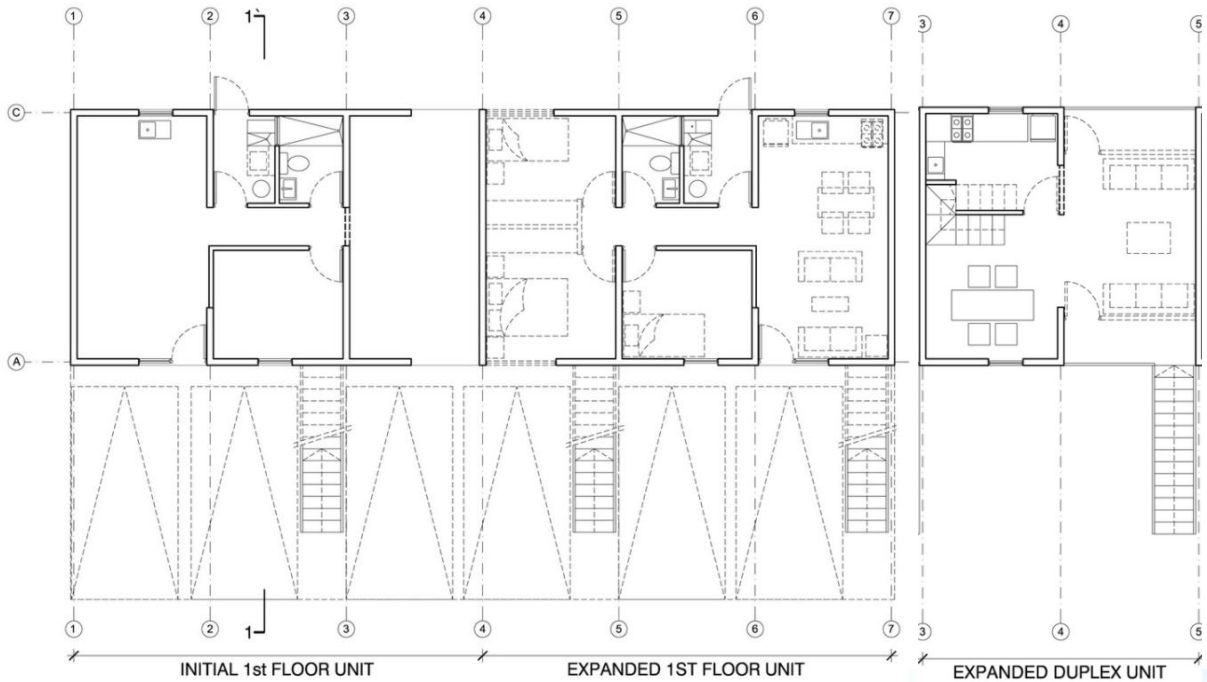 1 2 1` 3 4 5 6 7 3 4 5
C
A
1 2 1 3 4 5 6 7 3 4 5
INITIAL 1st FLOOR UNIT EXPANDED 1ST FLOOR UNIT EXPANDED DUPLEX UNIT